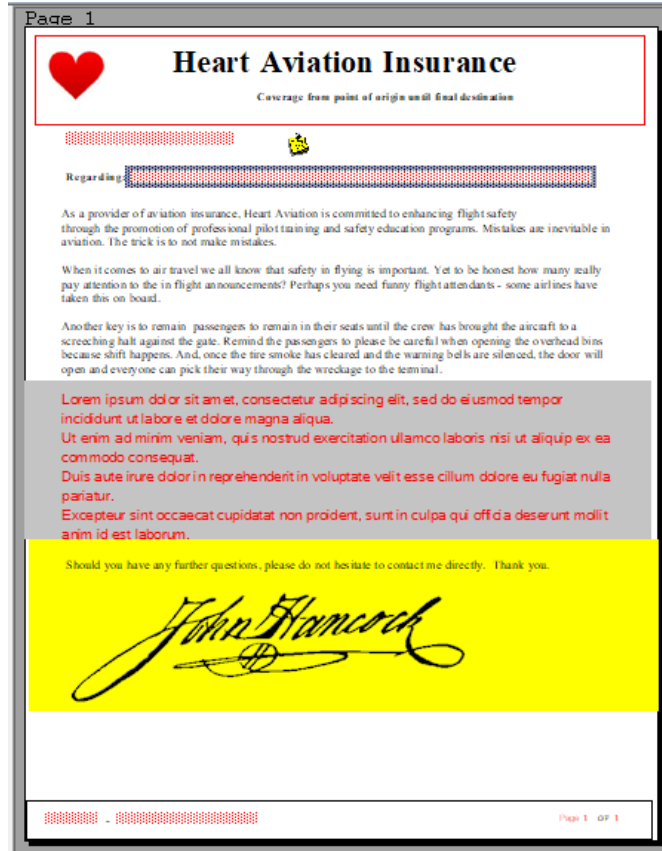 Page 1
Heart Aviation Insurance
Coverage from point of origin until final destination
Regarding:
As a provider of aviation insurance, Heart Aviation is committed to enhancing flight safety
through the promotion of professional pilot training and safety education programs. Mistakes are inevitable in
aviation. The trick is to not make mistakes.
When it comes to air travel we all know that safety in flying is important. Yet to be honest how many really
pay attention to the in flight announcements? Perhaps you need funny flight attendants - some airlines have
taken this on board.
Another key is to remain passengers to remain in their seats until the crew has brought the aircraft to a
screeching halt against the gate. Remind the passengers to please be careful when opening the overhead bins
because shift happens. And, once the tire smoke has cleared and the warning bells are silenced, the door will
open and everyone can pick their way through the wreckage to the terminal.
Lorem ipsum dolor sit amet, consectetur adipiscing elit, sed do eiusmod tempor
incididunt ut labore et dolore magna aliqua.
Ut enim ad minim veniam, quis nostrud exercitation ullamco laboris nisi ut aliquip ex ea
commodo consequat.
Duis aute irure dolor in reprehenderit in voluptate velit esse cillum dolore eu fugiat nulla
pariatur.
Excepteur sint occaecat cupidatat non proident, sunt in culpa qui officia deserunt mollit
anim id est laborum.
Should you have any further questions, please do not hesitate to contact me directly. Thank you.
John Hancock
- Page 1 OF 1